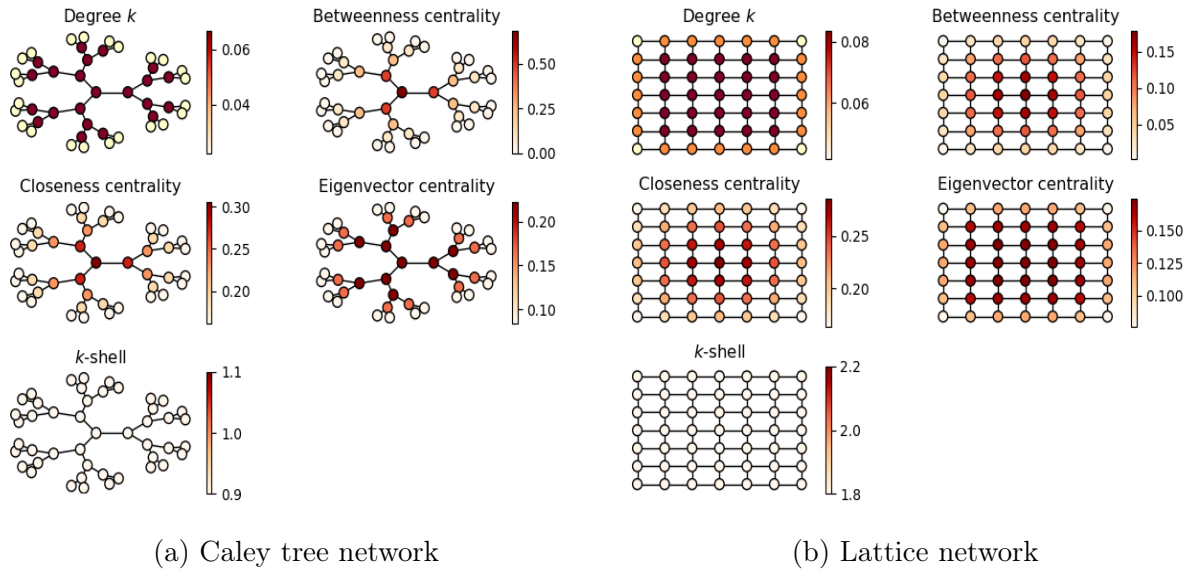 Degree k
Betweenness centrality
0.06
0.04
0.50
0.25
0.00
Closeness centrality
Eigenvector centrality
0.30
0.25
0.20
0.20
0.15
0.10
k-shell
1.1
1.0
0.9
(a) Caley tree network
Degree k
Betweenness centrality
0.08
0.06
0.15
0.10
0.05
Closeness centrality
Eigenvector centrality
0.25
0.20
0.150
0.125
0.100
k-shell
2.2
2.0
1.8
(b) Lattice network